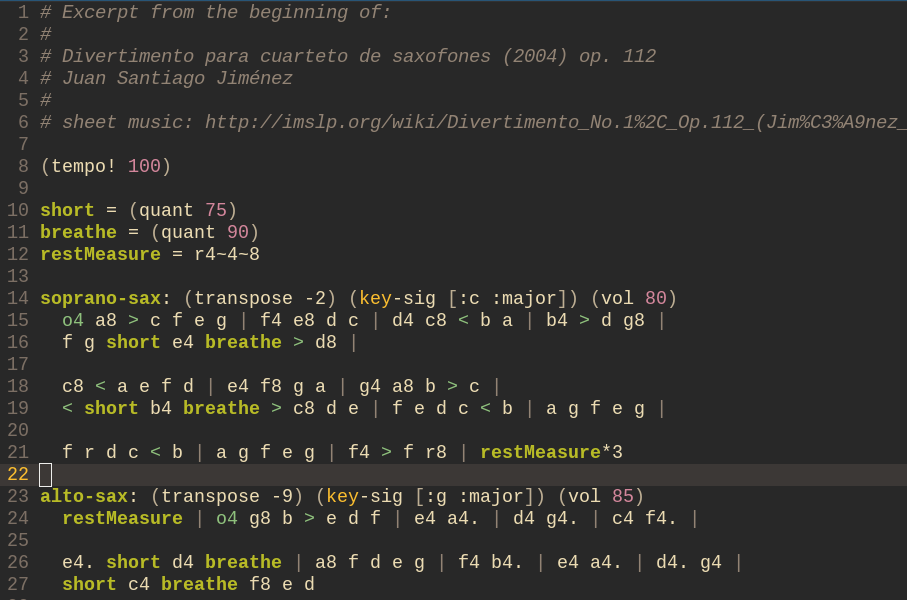 1 # Excerpt from the beginning of:
2 #
3 # Divertimento para cuarteto de saxofones (2004) op. 112
4 # Juan Santiago Jiménez
5 #
6 # sheet music: http://imslp.org/wiki/Divertimento_No.1%2C_Op.112_(Jim%C3%A9nez_
7
8 (tempo! 100)
9
10 short = (quant 75)
11 breathe = (quant 90)
12 restMeasure = r4~4~8
13
14 soprano-sax: (transpose -2) (key-sig [:c :major]) (vol 80)
15 o4 a8 > c f e g | f4 e8 d c | d4 c8 < b a | b4 > d g8 |
16 f g short e4 breathe > d8 |
17
18 c8 < a e f d | e4 f8 g a | g4 a8 b > c |
19 < short b4 breathe > c8 d e | f e d c < b | a g f e g |
20
21 f r d c < b | a g f e g | f4 > f r8 | restMeasure*3
22
23 alto-sax: (transpose -9) (key-sig [:g :major]) (vol 85)
24 restMeasure | o4 g8 b > e d f | e4 a4. | d4 g4. | c4 f4. |
25
26 e4. short d4 breathe | a8 f d e g | f4 b4. | e4 a4. | d4. g4 |
27 short c4 breathe f8 e d